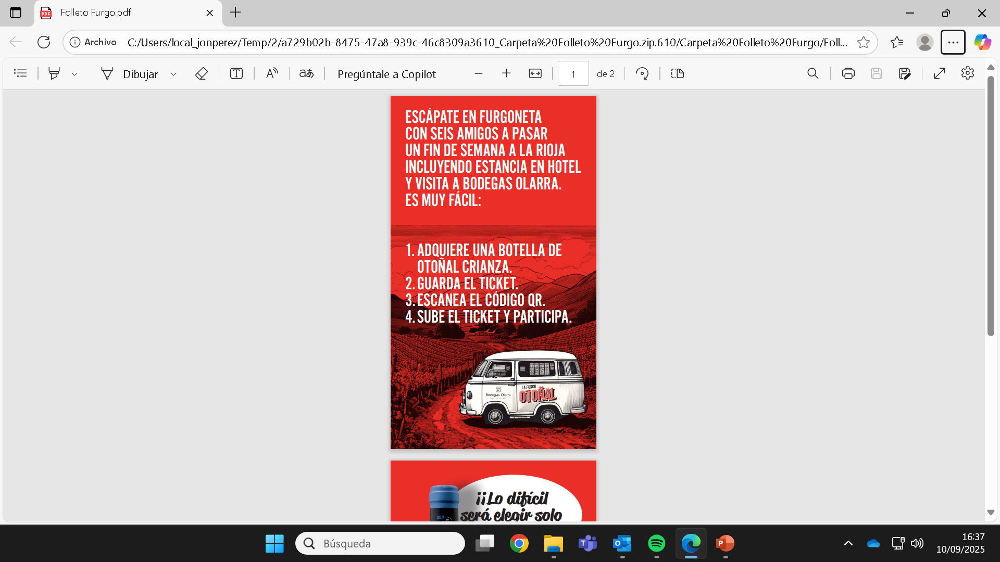 Folleto Furgo.pdf
Archivo
C:/Users/local_jonperez/Temp/2/a729b02b-8475-47a8-939c-46c8309a3610_Carpeta%20Folleto%20Furgo.zip.610/Carpeta%20Folleto%20Furgo/Foll...
Dibujar
Pregúntale a Copilot
1
de 2
ESCÁPATE EN FURGONETA
CON SEIS AMIGOS A PASAR
UN FIN DE SEMANA A LA RIOJA
INCLUYENDO ESTANCIA EN HOTEL
Y VISITA A BODEGAS OLARRA.
ES MUY FÁCIL:
1. ADQUIERE UNA BOTELLA DE
OTOÑAL CRIANZA.
2. GUARDA EL TICKET.
3. ESCANEA EL CÓDIGO QR.
4. SUBE EL TICKET Y PARTICIPA.
LA FURGO
OTOÑAL
Bodegas Olarra
¡¡Lo difícil
será elegir solo
RIOJA
Búsqueda
16:37
10/09/2025